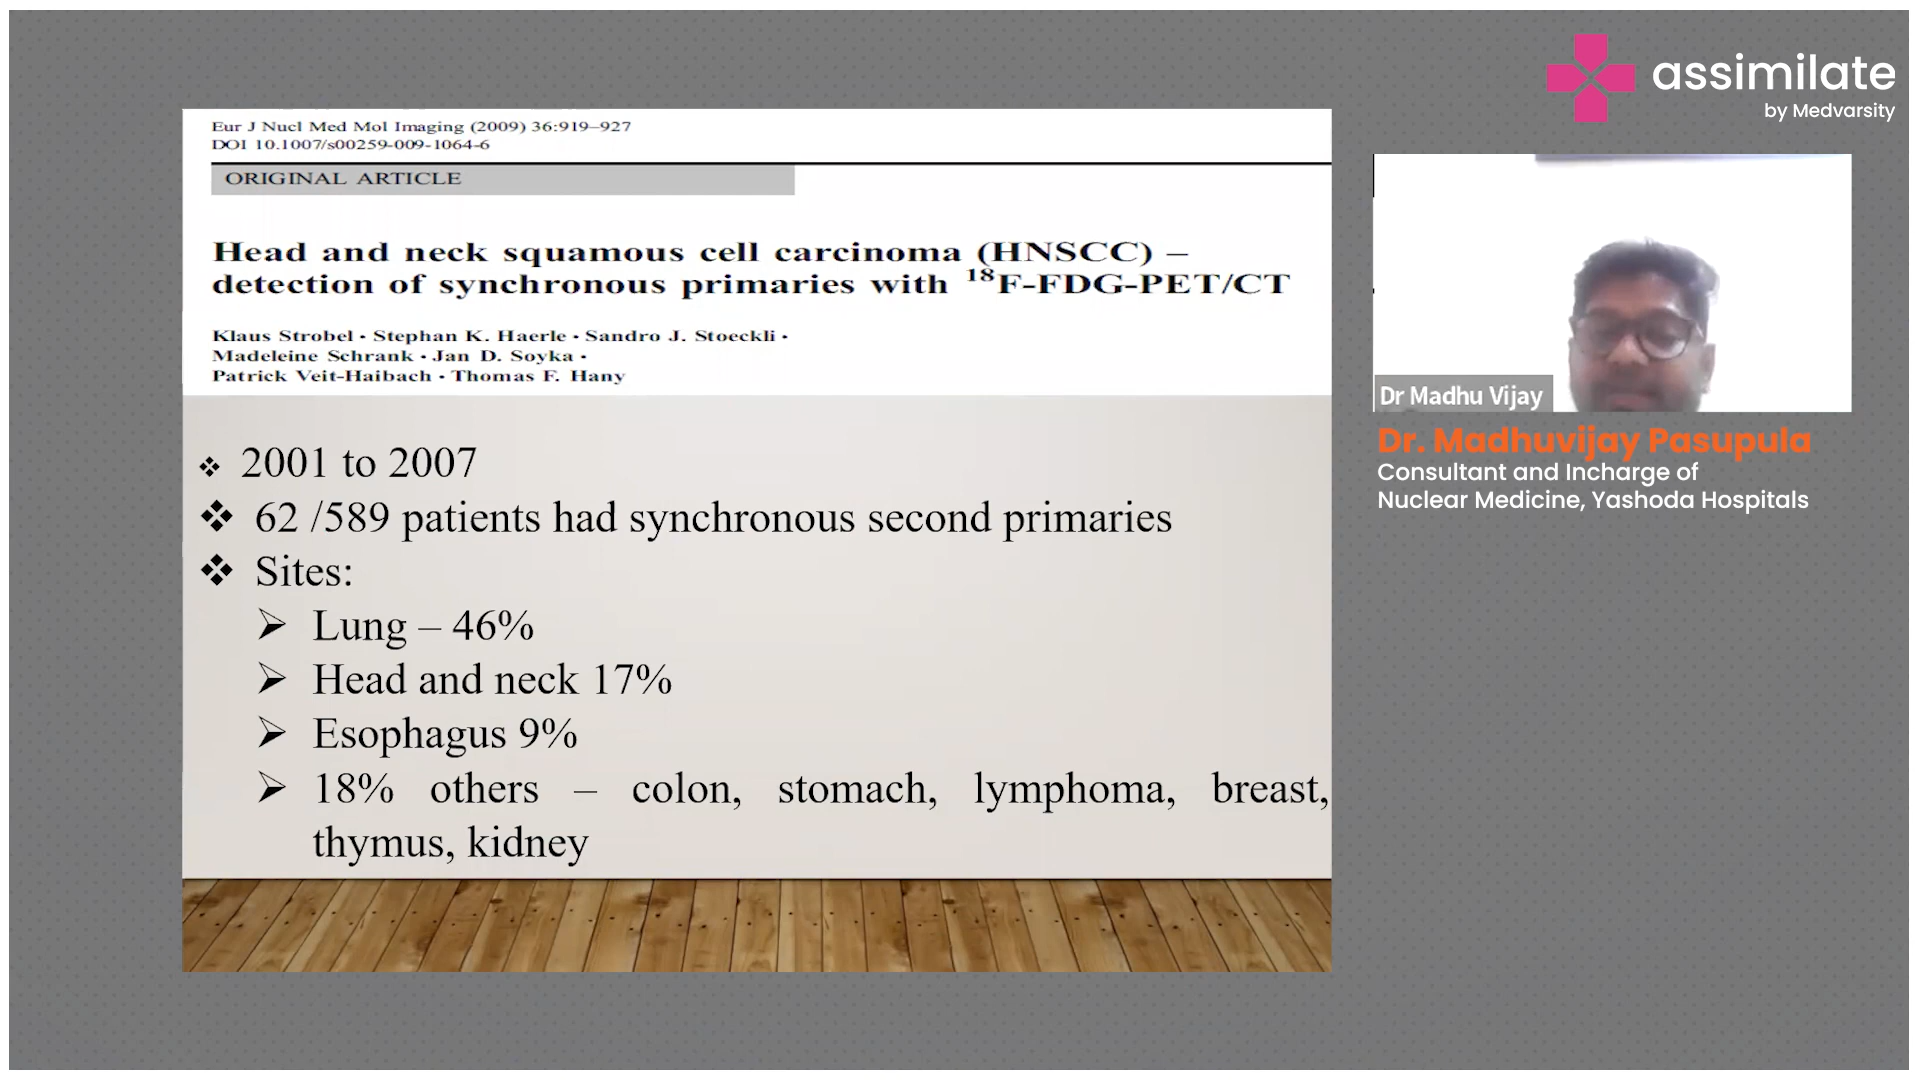 Eur J Nucl Med Mol Imaging (2009) 36:919–927
DOI 10.1007/s00259-009-1064-6
ORIGINAL ARTICLE
Head and neck squamous cell carcinoma (HNSCC) –
detection of synchronous primaries with ¹⁸F-FDG-PET/CT
Klaus Strobel · Stephan K. Haerle · Sandro J. Stoeckli ·
Madeleine Schrank · Jan D. Soyka ·
Patrick Veit-Haibach · Thomas F. Hany
❖ 2001 to 2007
❖ 62 /589 patients had synchronous second primaries
❖ Sites:
➢ Lung – 46%
➢ Head and neck 17%
➢ Esophagus 9%
➢ 18% others – colon, stomach, lymphoma, breast,
thymus, kidney
assimilate
by Medvarsity
Dr Madhu Vijay
Dr. Madhuvijay Pasupula
Consultant and Incharge of
Nuclear Medicine, Yashoda Hospitals